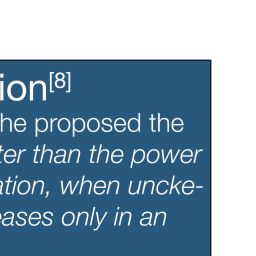 ion[8]
he proposed the
ter than the power
ation, when uncke-
eases only in an